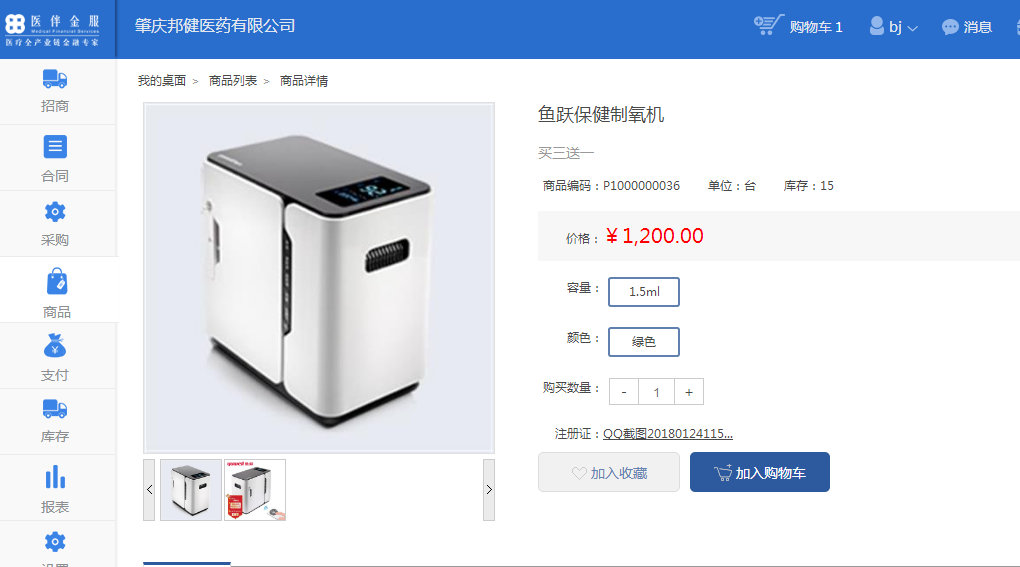 医伴金服
Medical Financial Services
医疗全产业链金融专家
肇庆邦健医药有限公司
购物车 1
bj
消息
招商
合同
采购
商品
支付
库存
报表
我的桌面 > 商品列表 > 商品详情
鱼跃保健制氧机
买三送一
商品编码：P1000000036 单位：台 库存：15
价格：￥1,200.00
容量： 1.5ml
颜色： 绿色
购买数量： - 1 +
注册证：QQ截图20180124115...
加入收藏
加入购物车